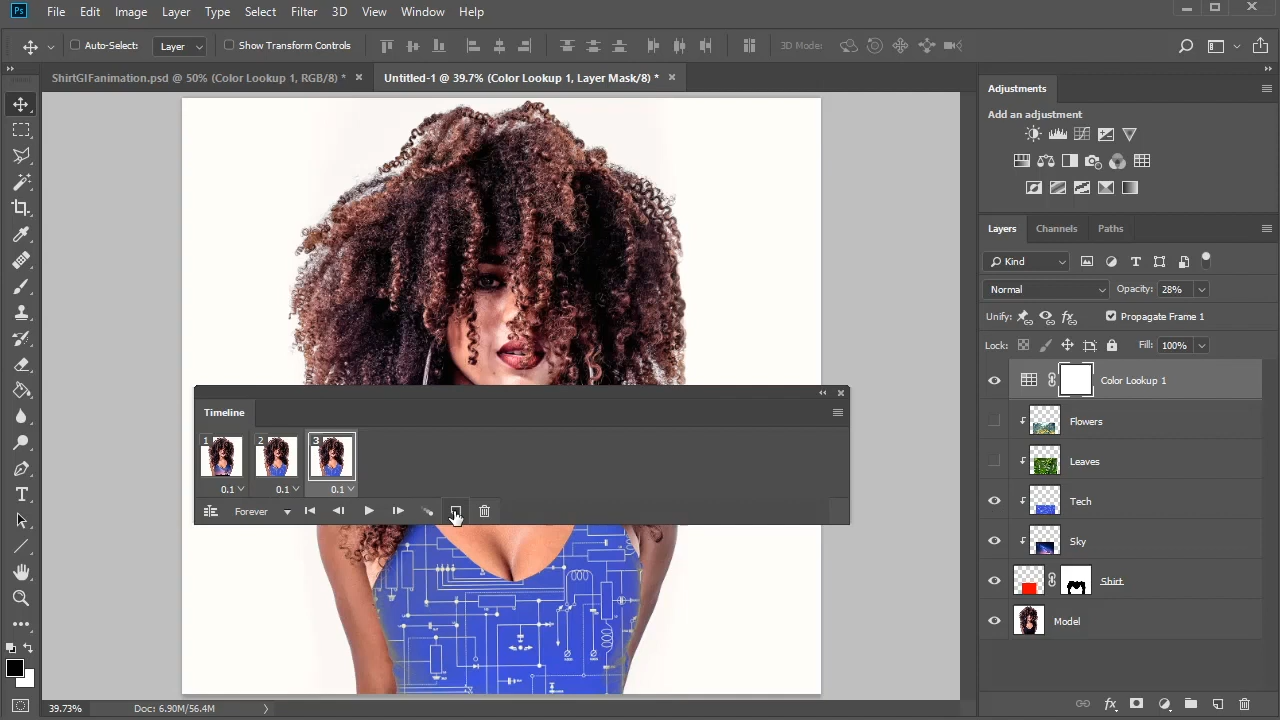 Ps File Edit Image Layer Type Select Filter 3D View Window Help
Auto-Select: Layer Show Transform Controls 3D Mode:
ShirtGIFanimation.psd @ 50% (Color Lookup 1, RGB/8) * × Untitled-1 @ 39.7% (Color Lookup 1, Layer Mask/8) * ×
Adjustments
Add an adjustment
Layers Channels Paths
Kind
Normal Opacity: 28%
Unify: Propagate Frame 1
Lock: Fill: 100%
Color Lookup 1
Flowers
Leaves
Tech
Sky
Shirt
Model
Timeline
1 2 3
0.1 0.1 0.1
Forever
39.73% Doc: 6.90M/56.4M